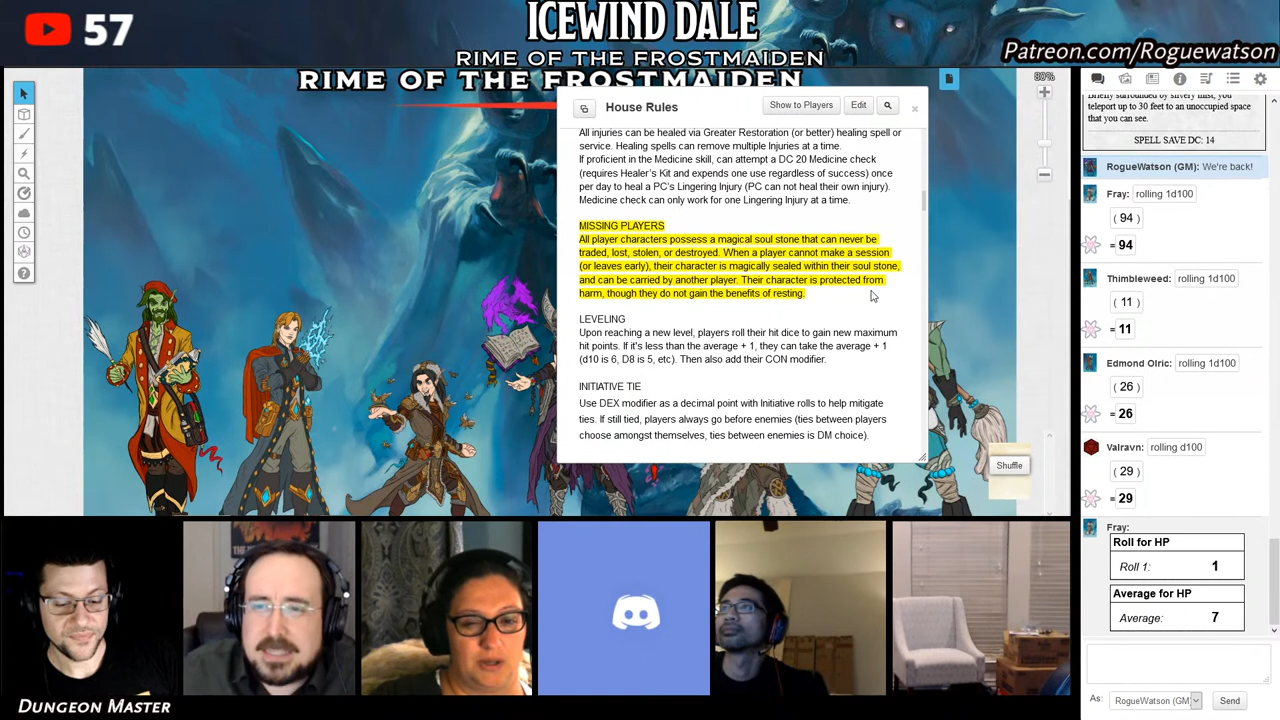 57
ICEWIND DALE
RIME OF THE FROSTMAIDEN
Patreon.com/Roguewatson
RIME OF THE FROSTMAIDEN
80%
House Rules
Show to Players
Edit
All injuries can be healed via Greater Restoration (or better) healing spell or
service. Healing spells can remove multiple Injuries at a time.
If proficient in the Medicine skill, can attempt a DC 20 Medicine check
(requires Healer's Kit and expends one use regardless of success) once
per day to heal a PC's Lingering Injury (PC can not heal their own injury).
Medicine check can only work for one Lingering Injury at a time.
MISSING PLAYERS
All player characters possess a magical soul stone that can never be
traded, lost, stolen, or destroyed. When a player cannot make a session
(or leaves early), their character is magically sealed within their soul stone,
and can be carried by another player. Their character is protected from
harm, though they do not gain the benefits of resting.
LEVELING
Upon reaching a new level, players roll their hit dice to gain new maximum
hit points. If it's less than the average + 1, they can take the average + 1
(d10 is 6, D8 is 5, etc). Then also add their CON modifier.
INITIATIVE TIE
Use DEX modifier as a decimal point with Initiative rolls to help mitigate
ties. If still tied, players always go before enemies (ties between players
choose amongst themselves, ties between enemies is DM choice).
Shuffle
Briefly surrounded by silvery mist, you
teleport up to 30 feet to an unoccupied space
that you can see.
SPELL SAVE DC: 14
RogueWatson (GM): We're back!
Fray: rolling 1d100
(94)
= 94
Thimbleweed: rolling 1d100
(11)
= 11
Edmond Olric: rolling 1d100
(26)
= 26
Valravn: rolling d100
(29)
= 29
Fray:
Roll for HP
Roll 1: 1
Average for HP
Average: 7
As: RogueWatson (GM)
Send
DUNGEON MASTER